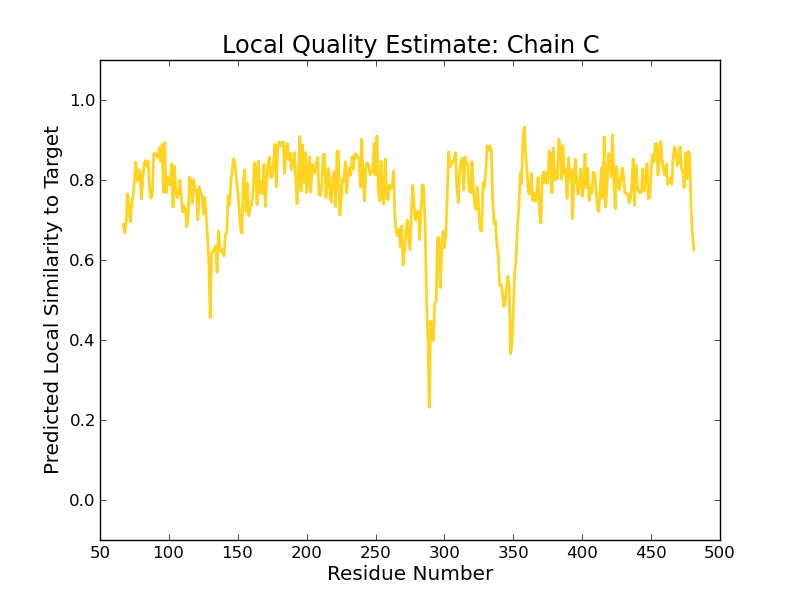 Local Quality Estimate: Chain C
Predicted Local Similarity to Target
1.0
0.8
0.6
0.4
0.2
0.0
50 100 150 200 250 300 350 400 450 500
Residue Number